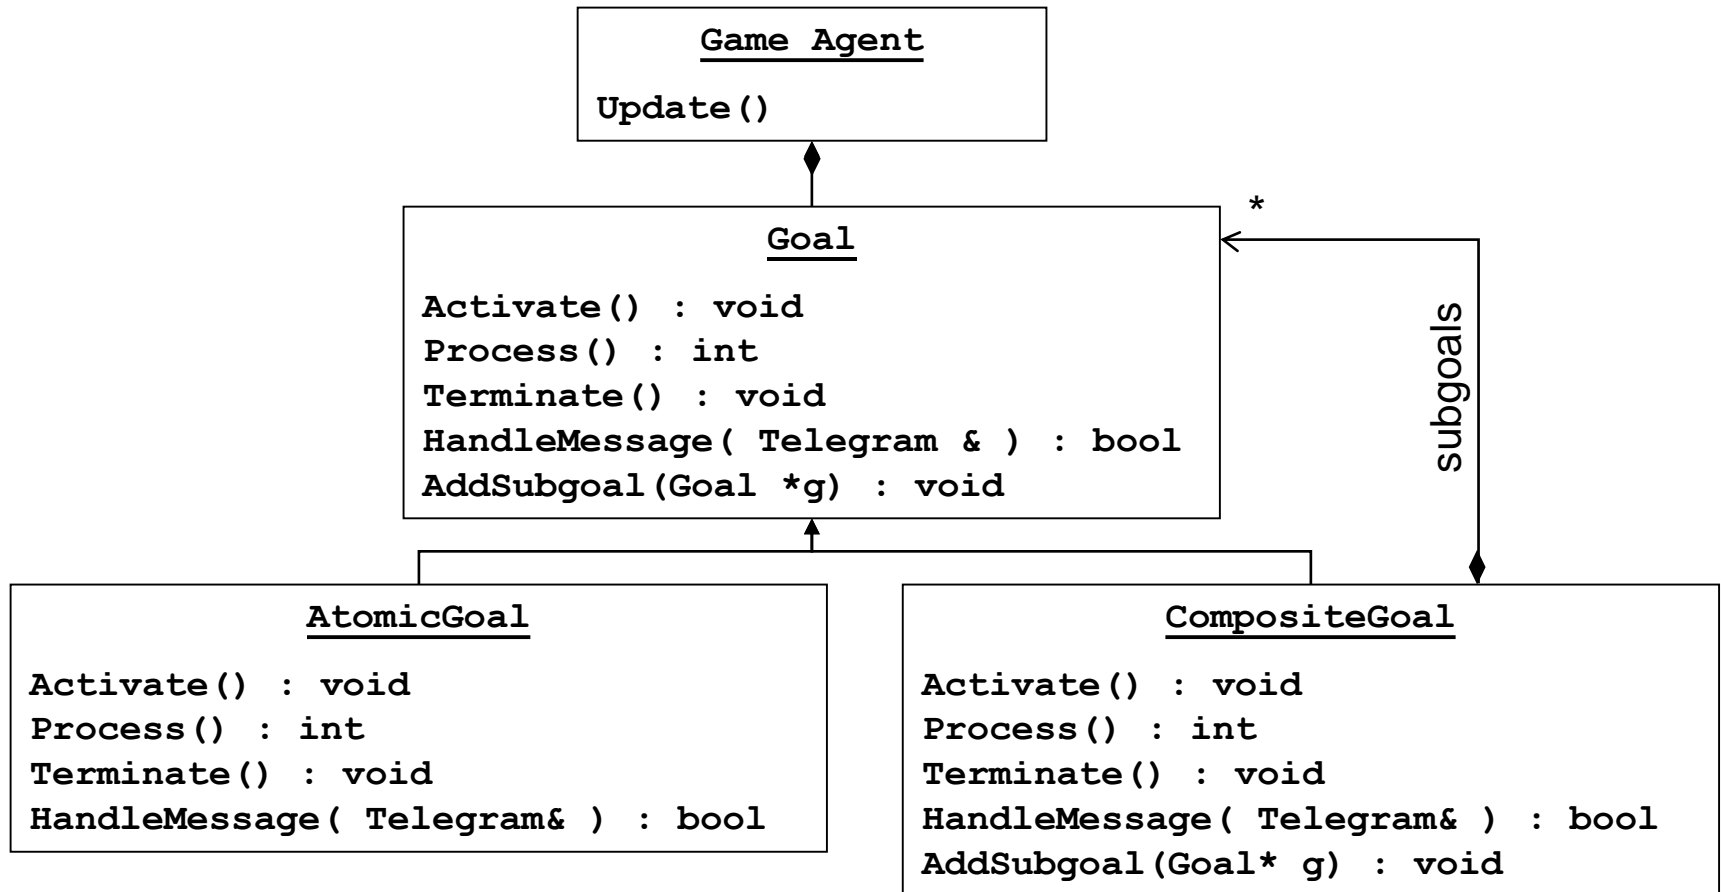 Game Agent
Update()
*
Goal
Activate() : void
Process() : int
Terminate() : void
HandleMessage( Telegram & ) : bool
AddSubgoal(Goal *g) : void
subgoals
AtomicGoal
Activate() : void
Process() : int
Terminate() : void
HandleMessage( Telegram& ) : bool
CompositeGoal
Activate() : void
Process() : int
Terminate() : void
HandleMessage( Telegram& ) : bool
AddSubgoal(Goal* g) : void